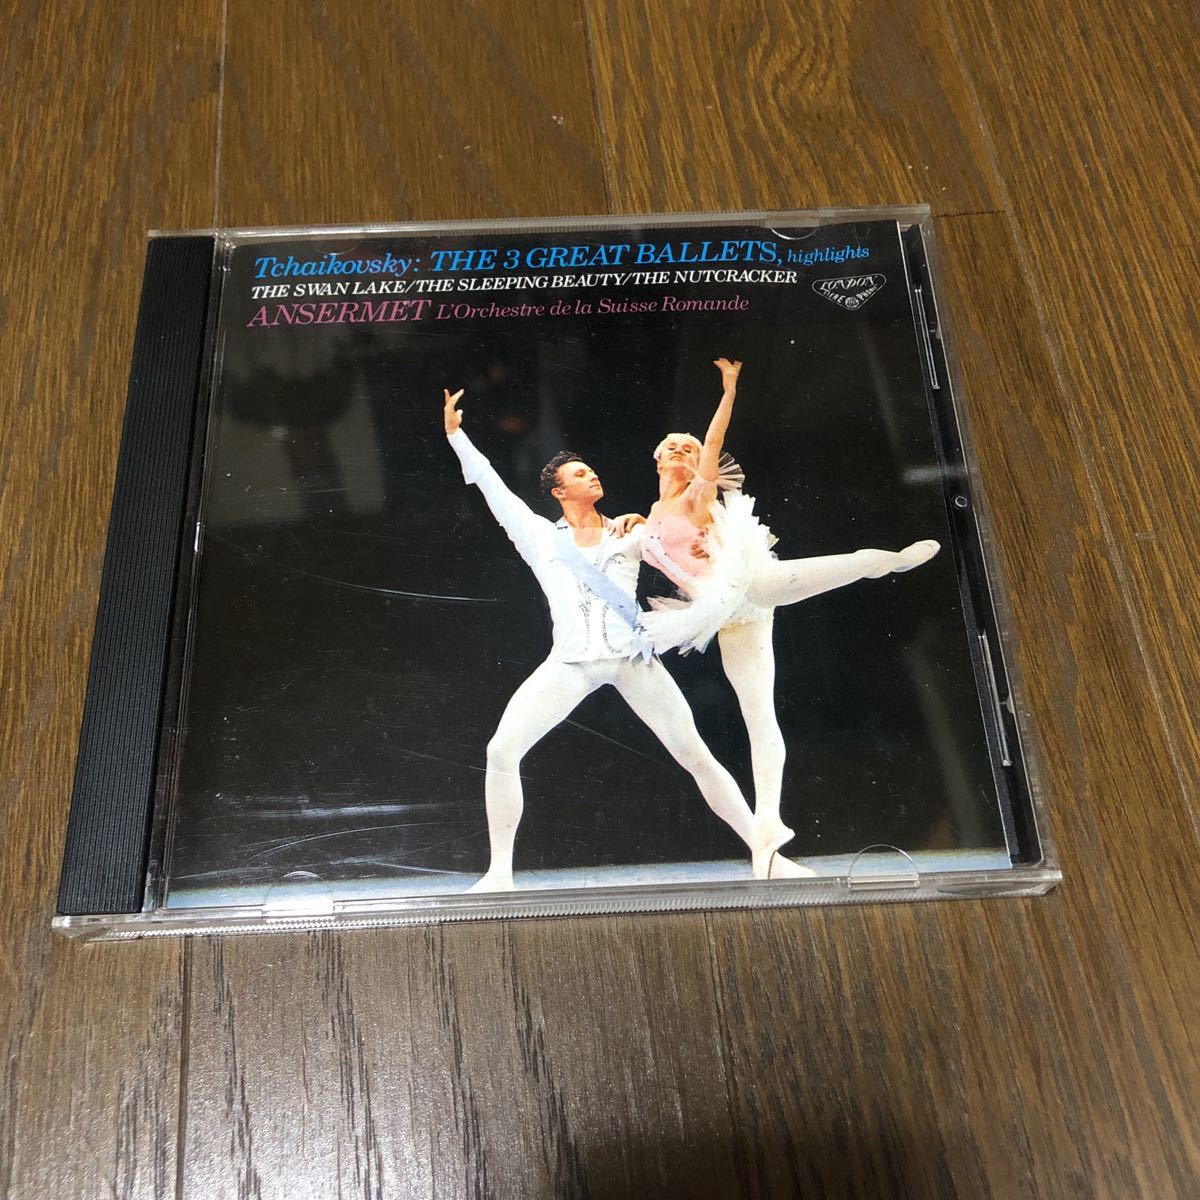 Tchaikovsky: THE 3 GREAT BALLETS, highlights
THE SWAN LAKE/THE SLEEPING BEAUTY/THE NUTCRACKER
ANSERMET L'Orchestre de la Suisse Romande
LONDON